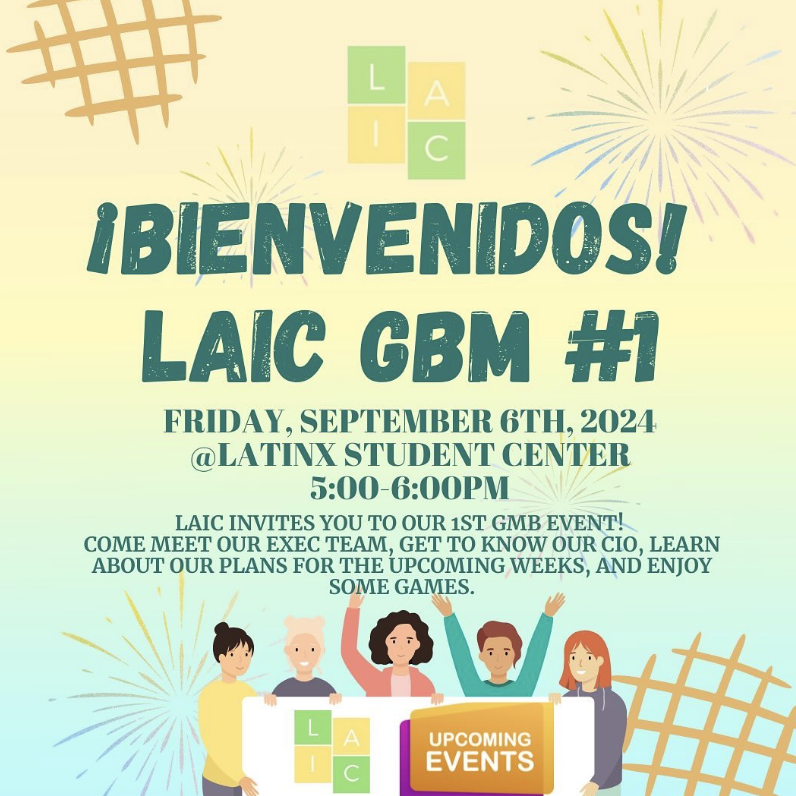 L A
I C
¡BIENVENIDOS!
LAIC GBM #1
FRIDAY, SEPTEMBER 6TH, 2024
@LATINX STUDENT CENTER
5:00-6:00PM
LAIC INVITES YOU TO OUR 1ST GMB EVENT!
COME MEET OUR EXEC TEAM, GET TO KNOW OUR CIO, LEARN
ABOUT OUR PLANS FOR THE UPCOMING WEEKS, AND ENJOY
SOME GAMES.
L A
I C
UPCOMING
EVENTS